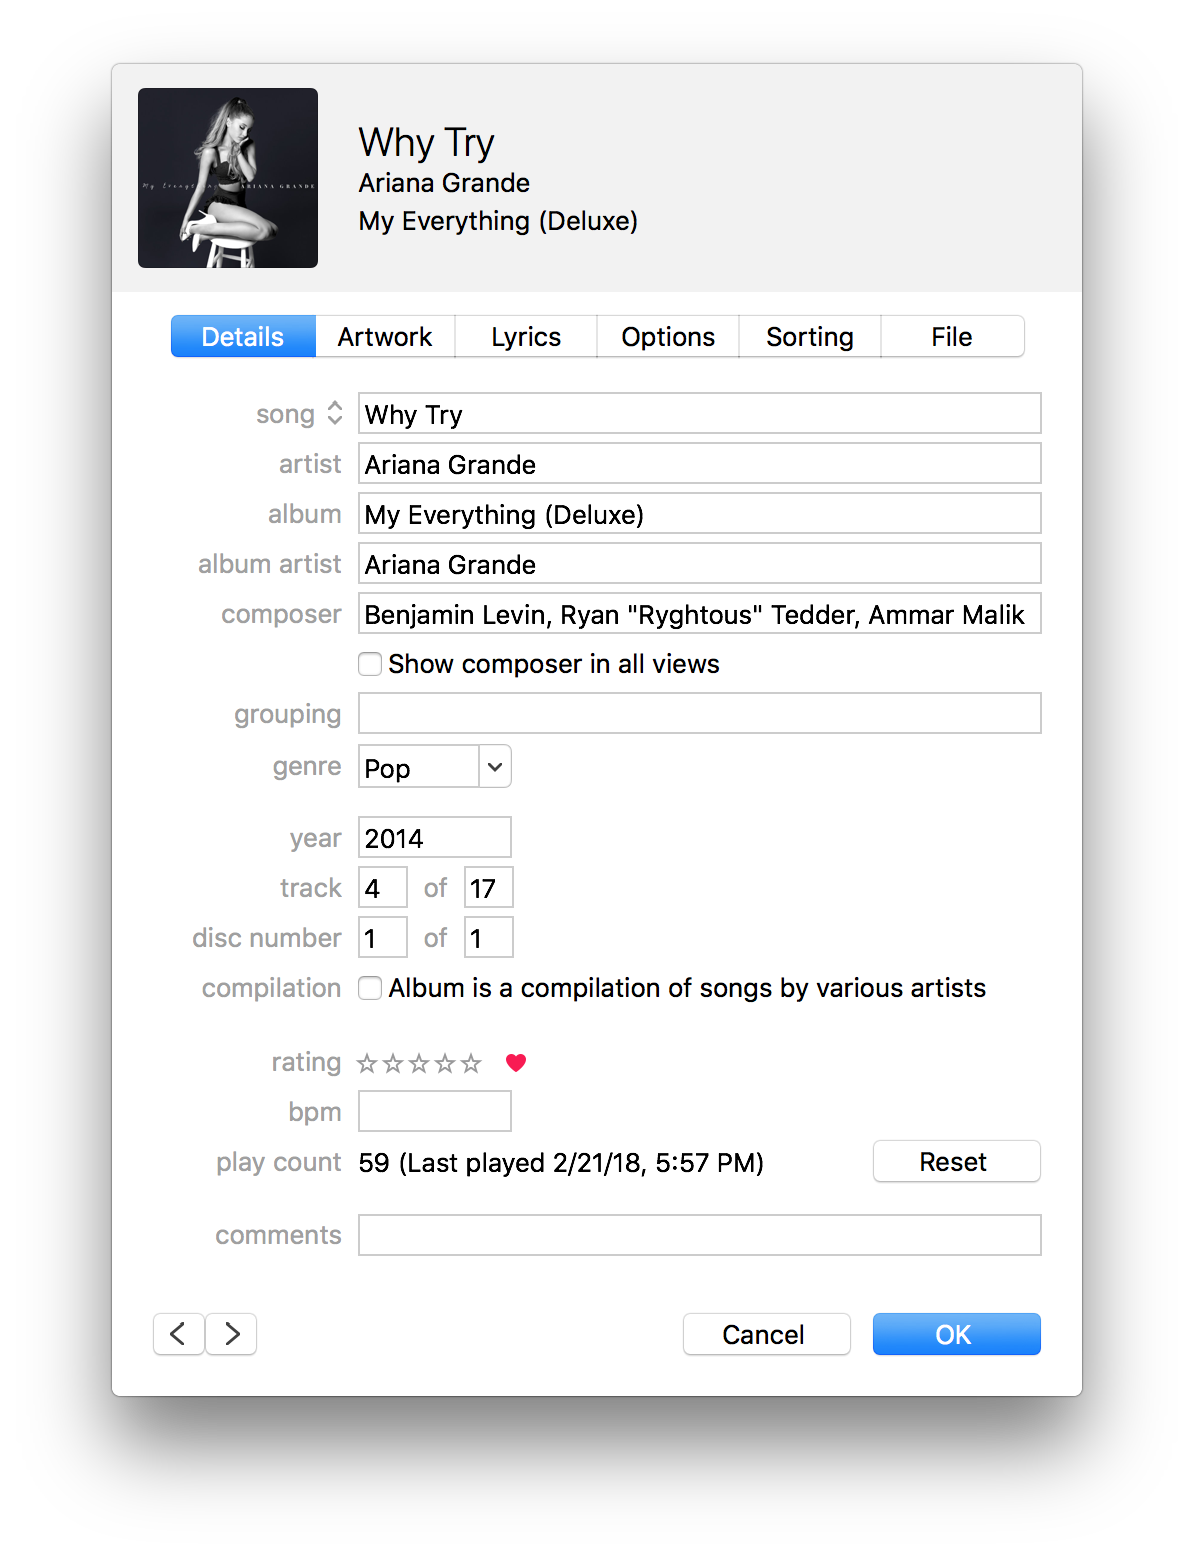 My Everything ARIANA GRANDE
Why Try
Ariana Grande
My Everything (Deluxe)
Details Artwork Lyrics Options Sorting File
song Why Try
artist Ariana Grande
album My Everything (Deluxe)
album artist Ariana Grande
composer Benjamin Levin, Ryan "Ryghtous" Tedder, Ammar Malik
Show composer in all views
grouping
genre Pop
year 2014
track 4 of 17
disc number 1 of 1
compilation Album is a compilation of songs by various artists
rating
bpm
play count 59 (Last played 2/21/18, 5:57 PM) Reset
comments
Cancel OK